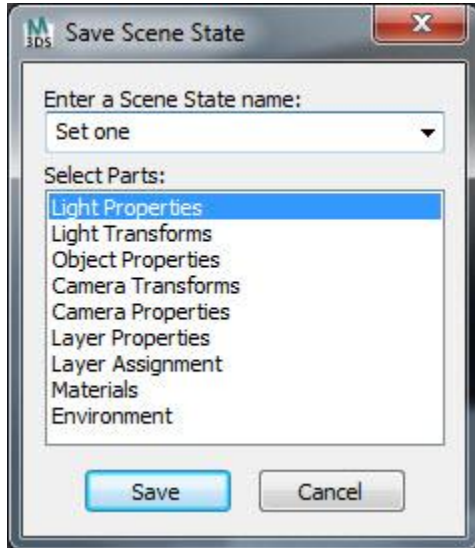 M
3DS
Save Scene State
Enter a Scene State name:
Set one
Select Parts:
Light Properties
Light Transforms
Object Properties
Camera Transforms
Camera Properties
Layer Properties
Layer Assignment
Materials
Environment
Save Cancel